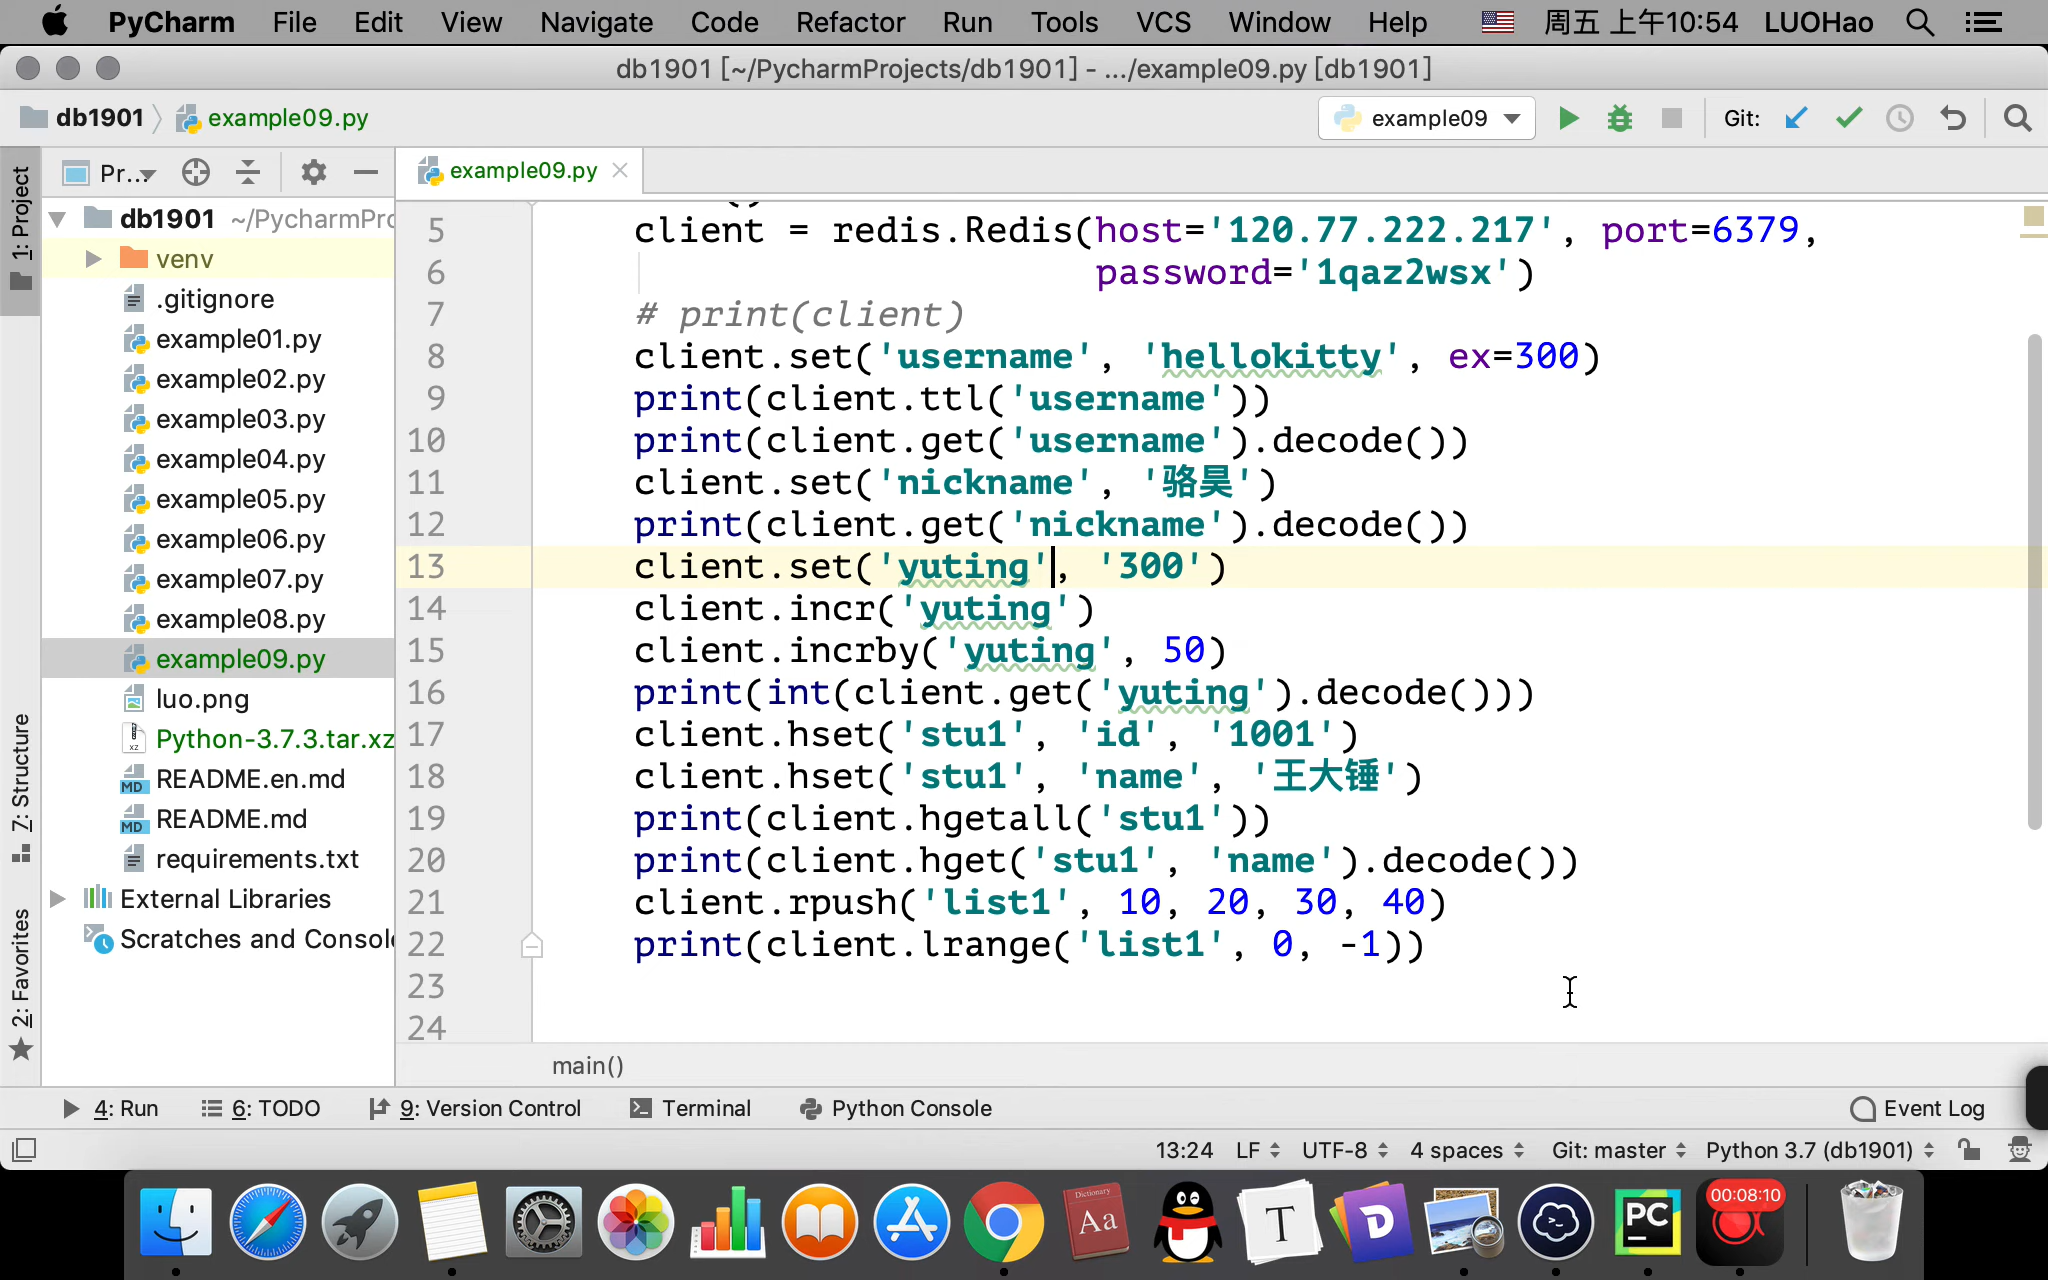 PyCharm File Edit View Navigate Code Refactor Run Tools VCS Window Help 周五 上午10:54 LUOHao
db1901 [~/PycharmProjects/db1901] - .../example09.py [db1901]
db1901 example09.py example09 Git:
1: Project Pr... example09.py
db1901 ~/PycharmPro
venv
.gitignore
example01.py
example02.py
example03.py
example04.py
example05.py
example06.py
example07.py
example08.py
example09.py
luo.png
Python-3.7.3.tar.xz
README.en.md
README.md
requirements.txt
External Libraries
Scratches and Consol
7: Structure
2: Favorites
5 client = redis.Redis(host='120.77.222.217', port=6379,
6 password='1qaz2wsx')
7 # print(client)
8 client.set('username', 'hellokitty', ex=300)
9 print(client.ttl('username'))
10 print(client.get('username').decode())
11 client.set('nickname', '骆昊')
12 print(client.get('nickname').decode())
13 client.set('yuting', '300')
14 client.incr('yuting')
15 client.incrby('yuting', 50)
16 print(int(client.get('yuting').decode()))
17 client.hset('stu1', 'id', '1001')
18 client.hset('stu1', 'name', '王大锤')
19 print(client.hgetall('stu1'))
20 print(client.hget('stu1', 'name').decode())
21 client.rpush('list1', 10, 20, 30, 40)
22 print(client.lrange('list1', 0, -1))
23
24
main()
4: Run 6: TODO 9: Version Control Terminal Python Console Event Log
13:24 LF UTF-8 4 spaces Git: master Python 3.7 (db1901)
Dictionary
Aa
T
D
PC
00:08:10